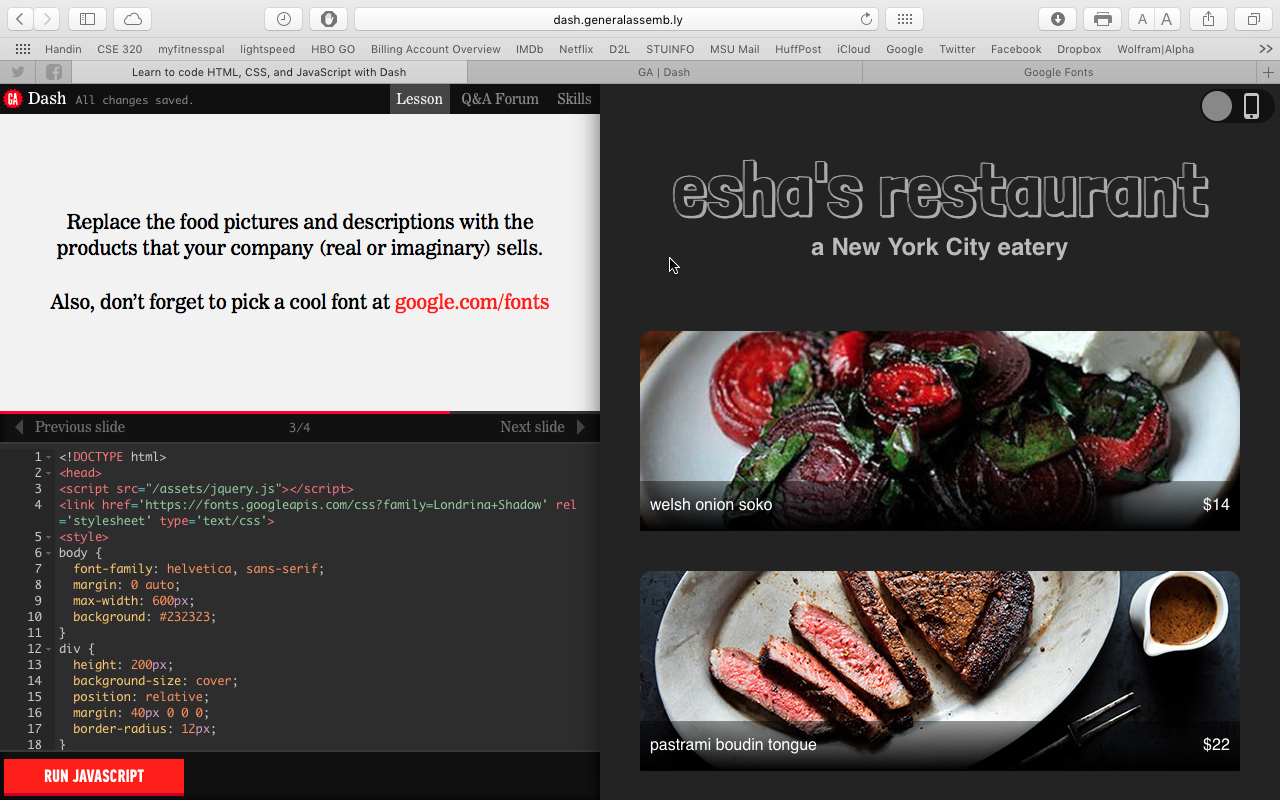 dash.generalassemb.ly
A A
Handin CSE 320 myfitnesspal lightspeed HBO GO Billing Account Overview IMDb Netflix D2L STUINFO MSU Mail HuffPost iCloud Google Twitter Facebook Dropbox Wolfram|Alpha >>
Learn to code HTML, CSS, and JavaScript with Dash GA | Dash Google Fonts
GA Dash All changes saved. Lesson Q&A Forum Skills
Replace the food pictures and descriptions with the
products that your company (real or imaginary) sells.
Also, don’t forget to pick a cool font at google.com/fonts
Previous slide 3/4 Next slide
1 <!DOCTYPE html>
2 <head>
3 <script src="/assets/jquery.js"></script>
4 <link href='https://fonts.googleapis.com/css?family=Londrina+Shadow' rel
='stylesheet' type='text/css'>
5 <style>
6 body {
7 font-family: helvetica, sans-serif;
8 margin: 0 auto;
9 max-width: 600px;
10 background: #232323;
11 }
12 div {
13 height: 200px;
14 background-size: cover;
15 position: relative;
16 margin: 40px 0 0 0;
17 border-radius: 12px;
18 }
RUN JAVASCRIPT
esha's restaurant
a New York City eatery
welsh onion soko $14
pastrami boudin tongue $22